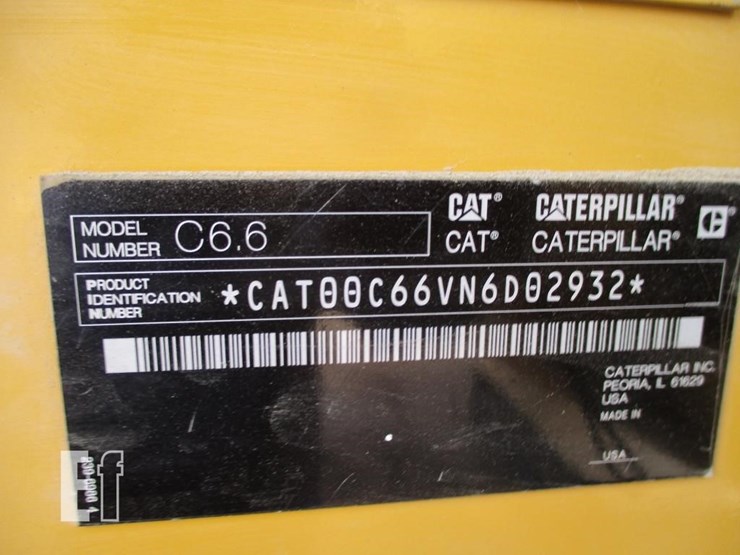 MODEL
NUMBER C6.6
CAT® CATERPILLAR®
CAT® CATERPILLAR®
PRODUCT
IDENTIFICATION
NUMBER
*CAT00C66VN6D02932*
CATERPILLAR INC.
PEORIA, IL 61629
USA
MADE IN
USA
Ef